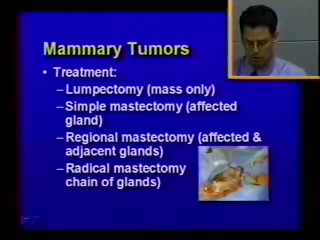 Mammary Tumors
• Treatment:
–Lumpectomy (mass only)
–Simple mastectomy (affected
gland)
–Regional mastectomy (affected &
adjacent glands)
–Radical mastectomy
chain of glands)